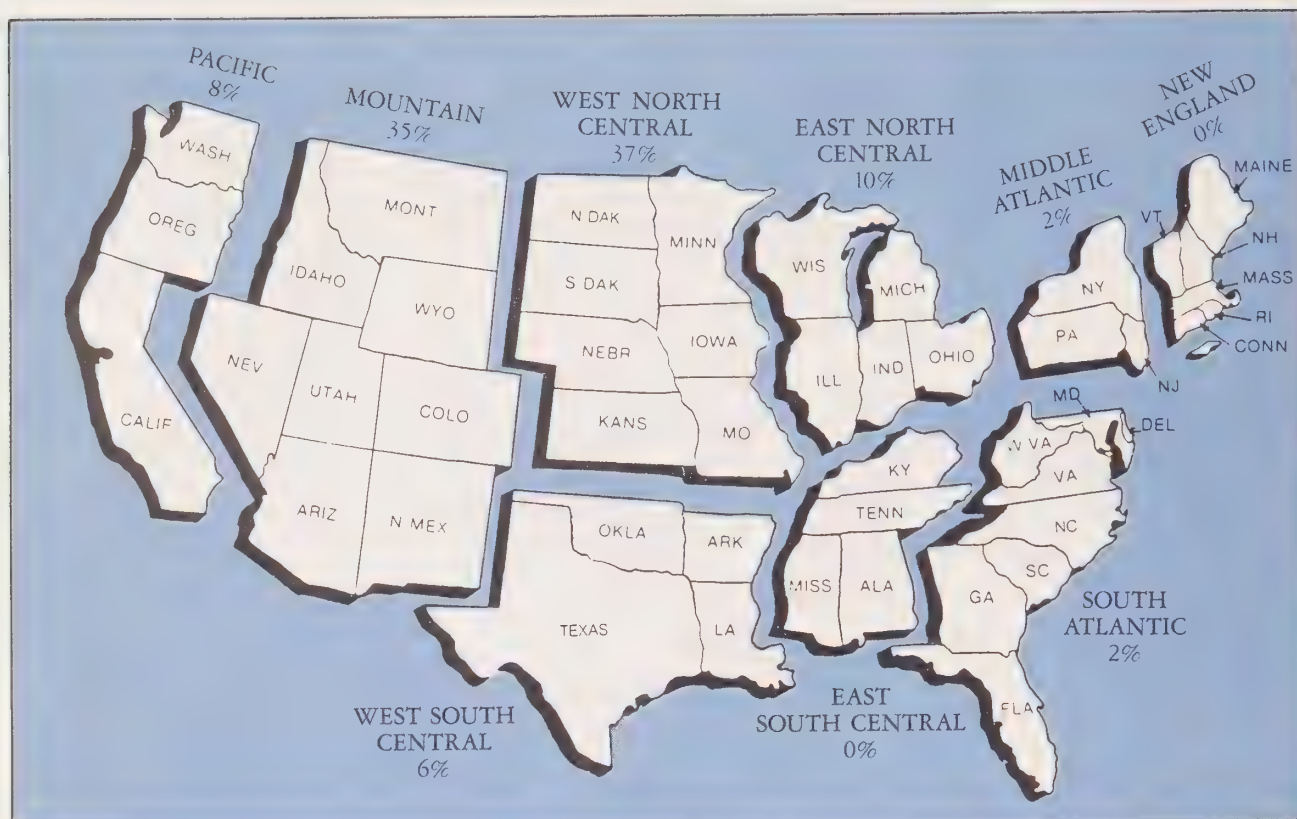 PACIFIC
8%
MOUNTAIN
35%
WEST NORTH
CENTRAL
37%
EAST NORTH
CENTRAL
10%
MIDDLE
ATLANTIC
2%
NEW
ENGLAND
0%
WASH
OREG
CALIF
MONT
IDAHO
WYO
NEV
UTAH
COLO
ARIZ
N MEX
N DAK
MINN
S DAK
NEBR
IOWA
KANS
MO
WIS
MICH
ILL
IND
OHIO
NY
PA
NJ
MAINE
VT
NH
MASS
RI
CONN
MD
DEL
W VA
VA
KY
TENN
NC
SC
MISS
ALA
GA
FLA
OKLA
ARK
TEXAS
LA
SOUTH
ATLANTIC
2%
EAST
SOUTH CENTRAL
0%
WEST SOUTH
CENTRAL
6%